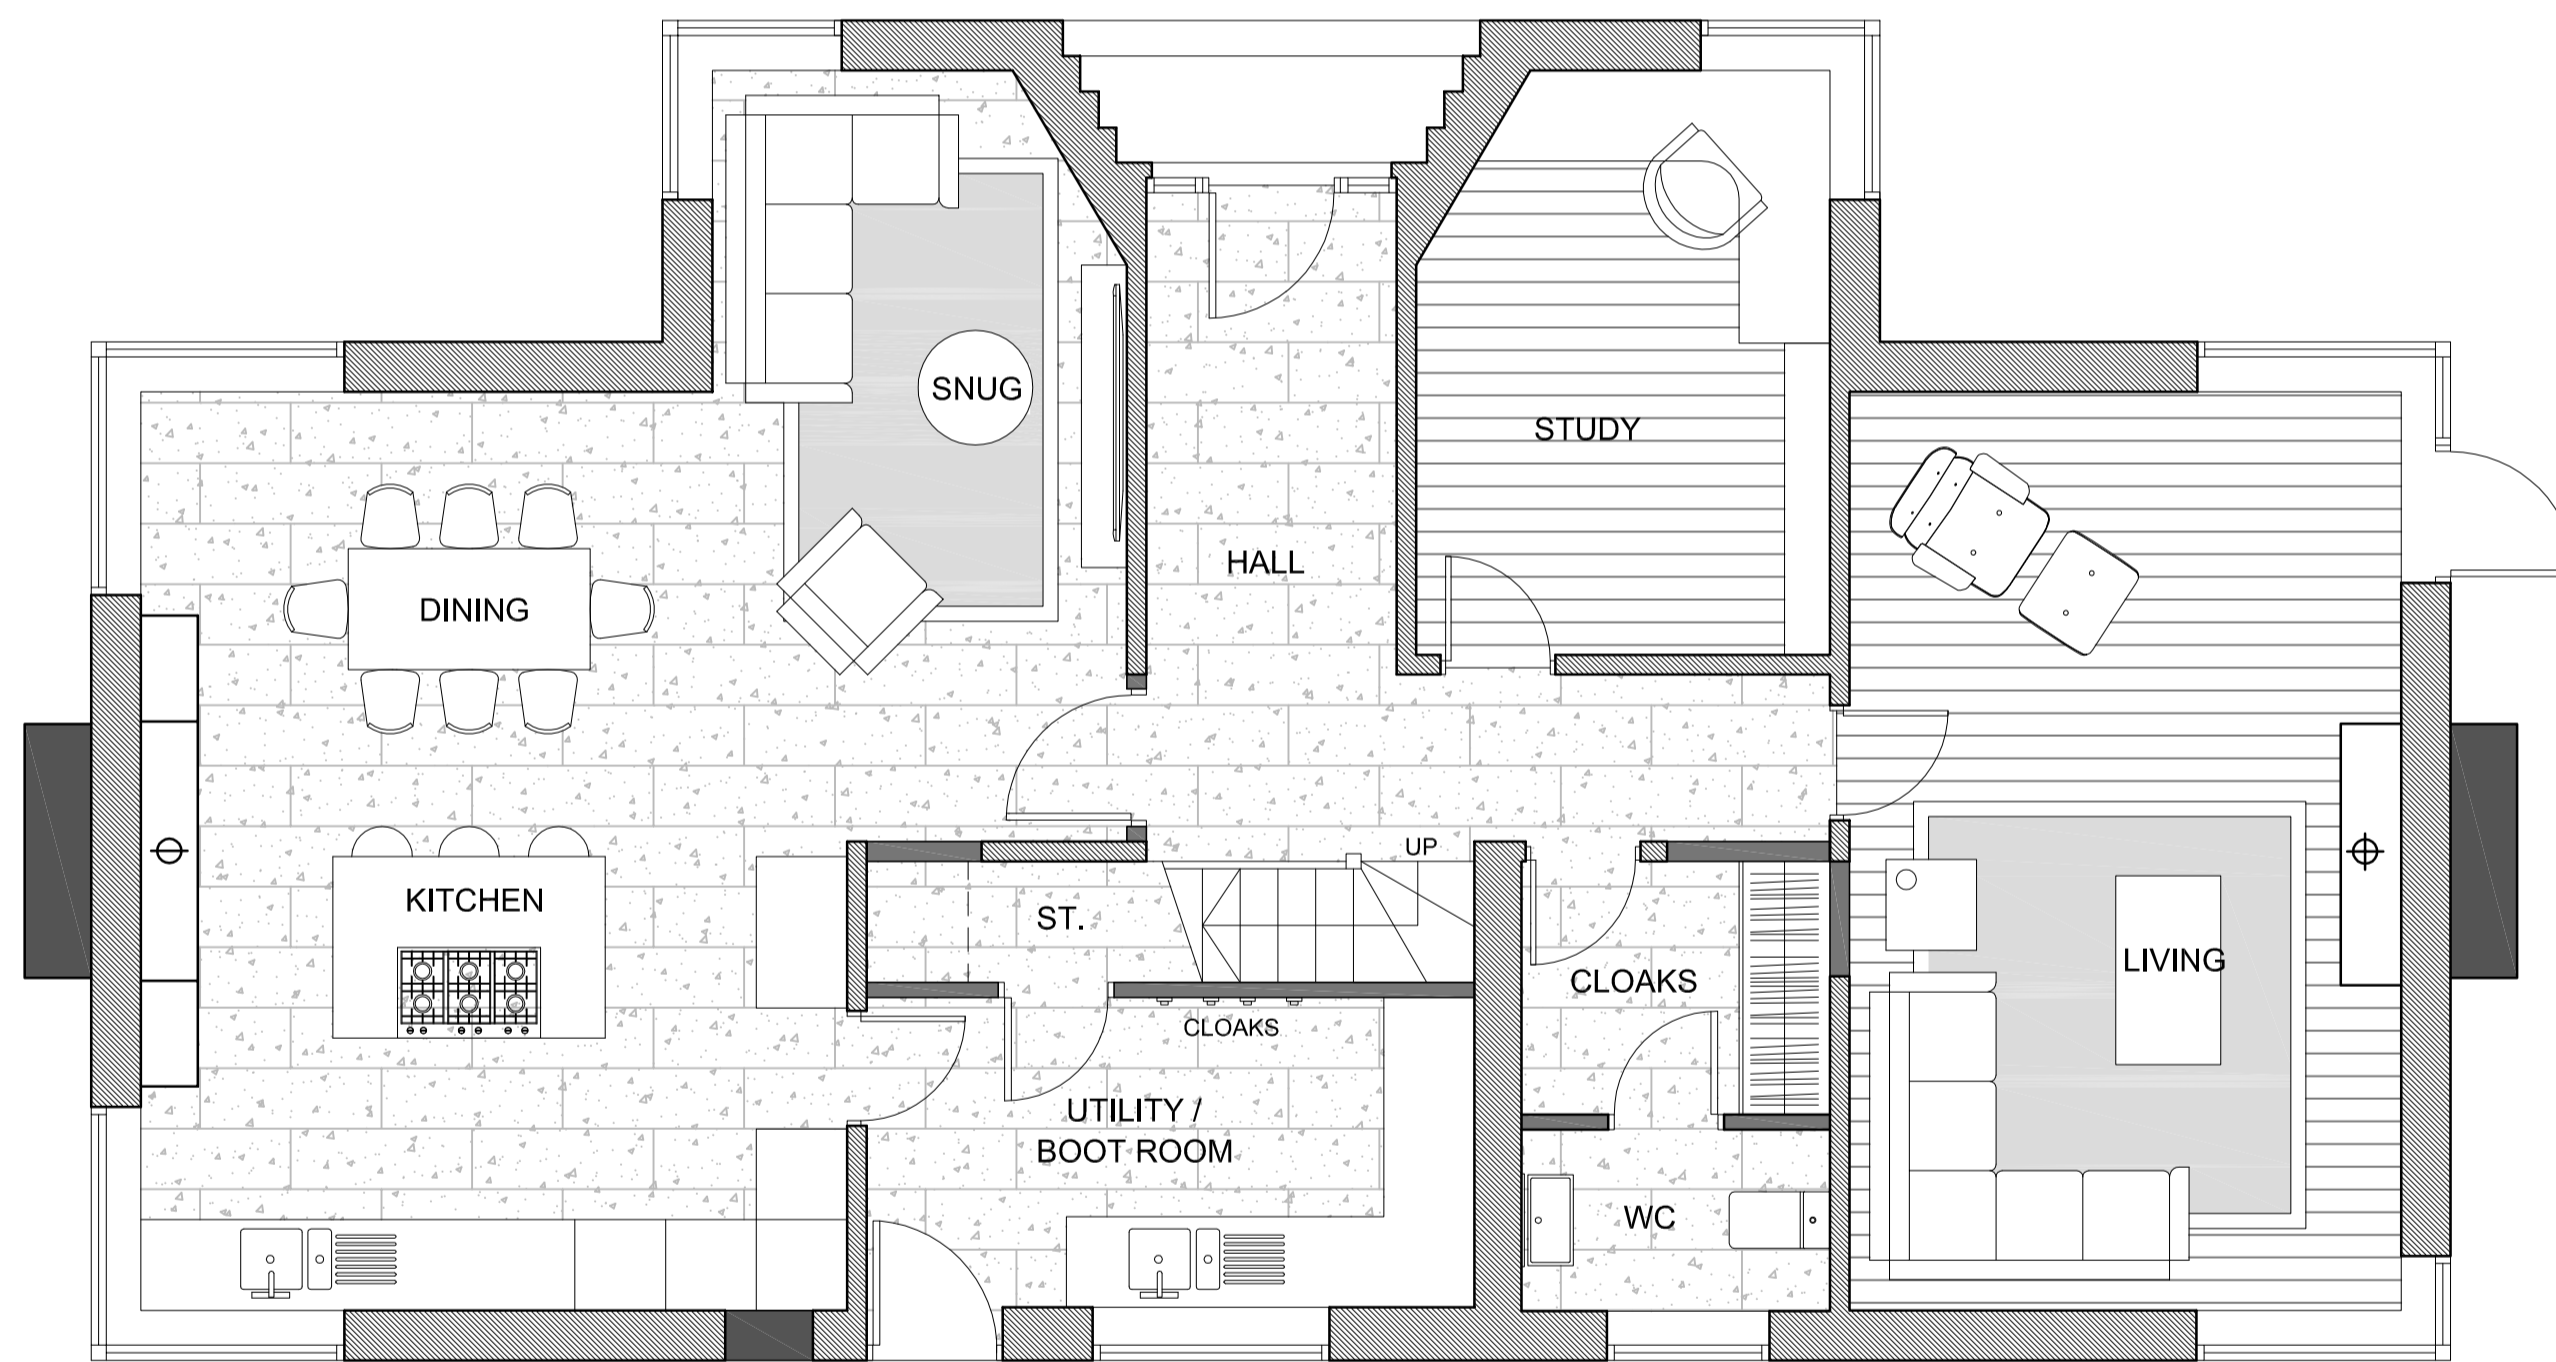 SNUG
STUDY
HALL
DINING
UP
KITCHEN
ST.
CLOAKS
LIVING
CLOAKS
UTILITY /
BOOT ROOM
WC